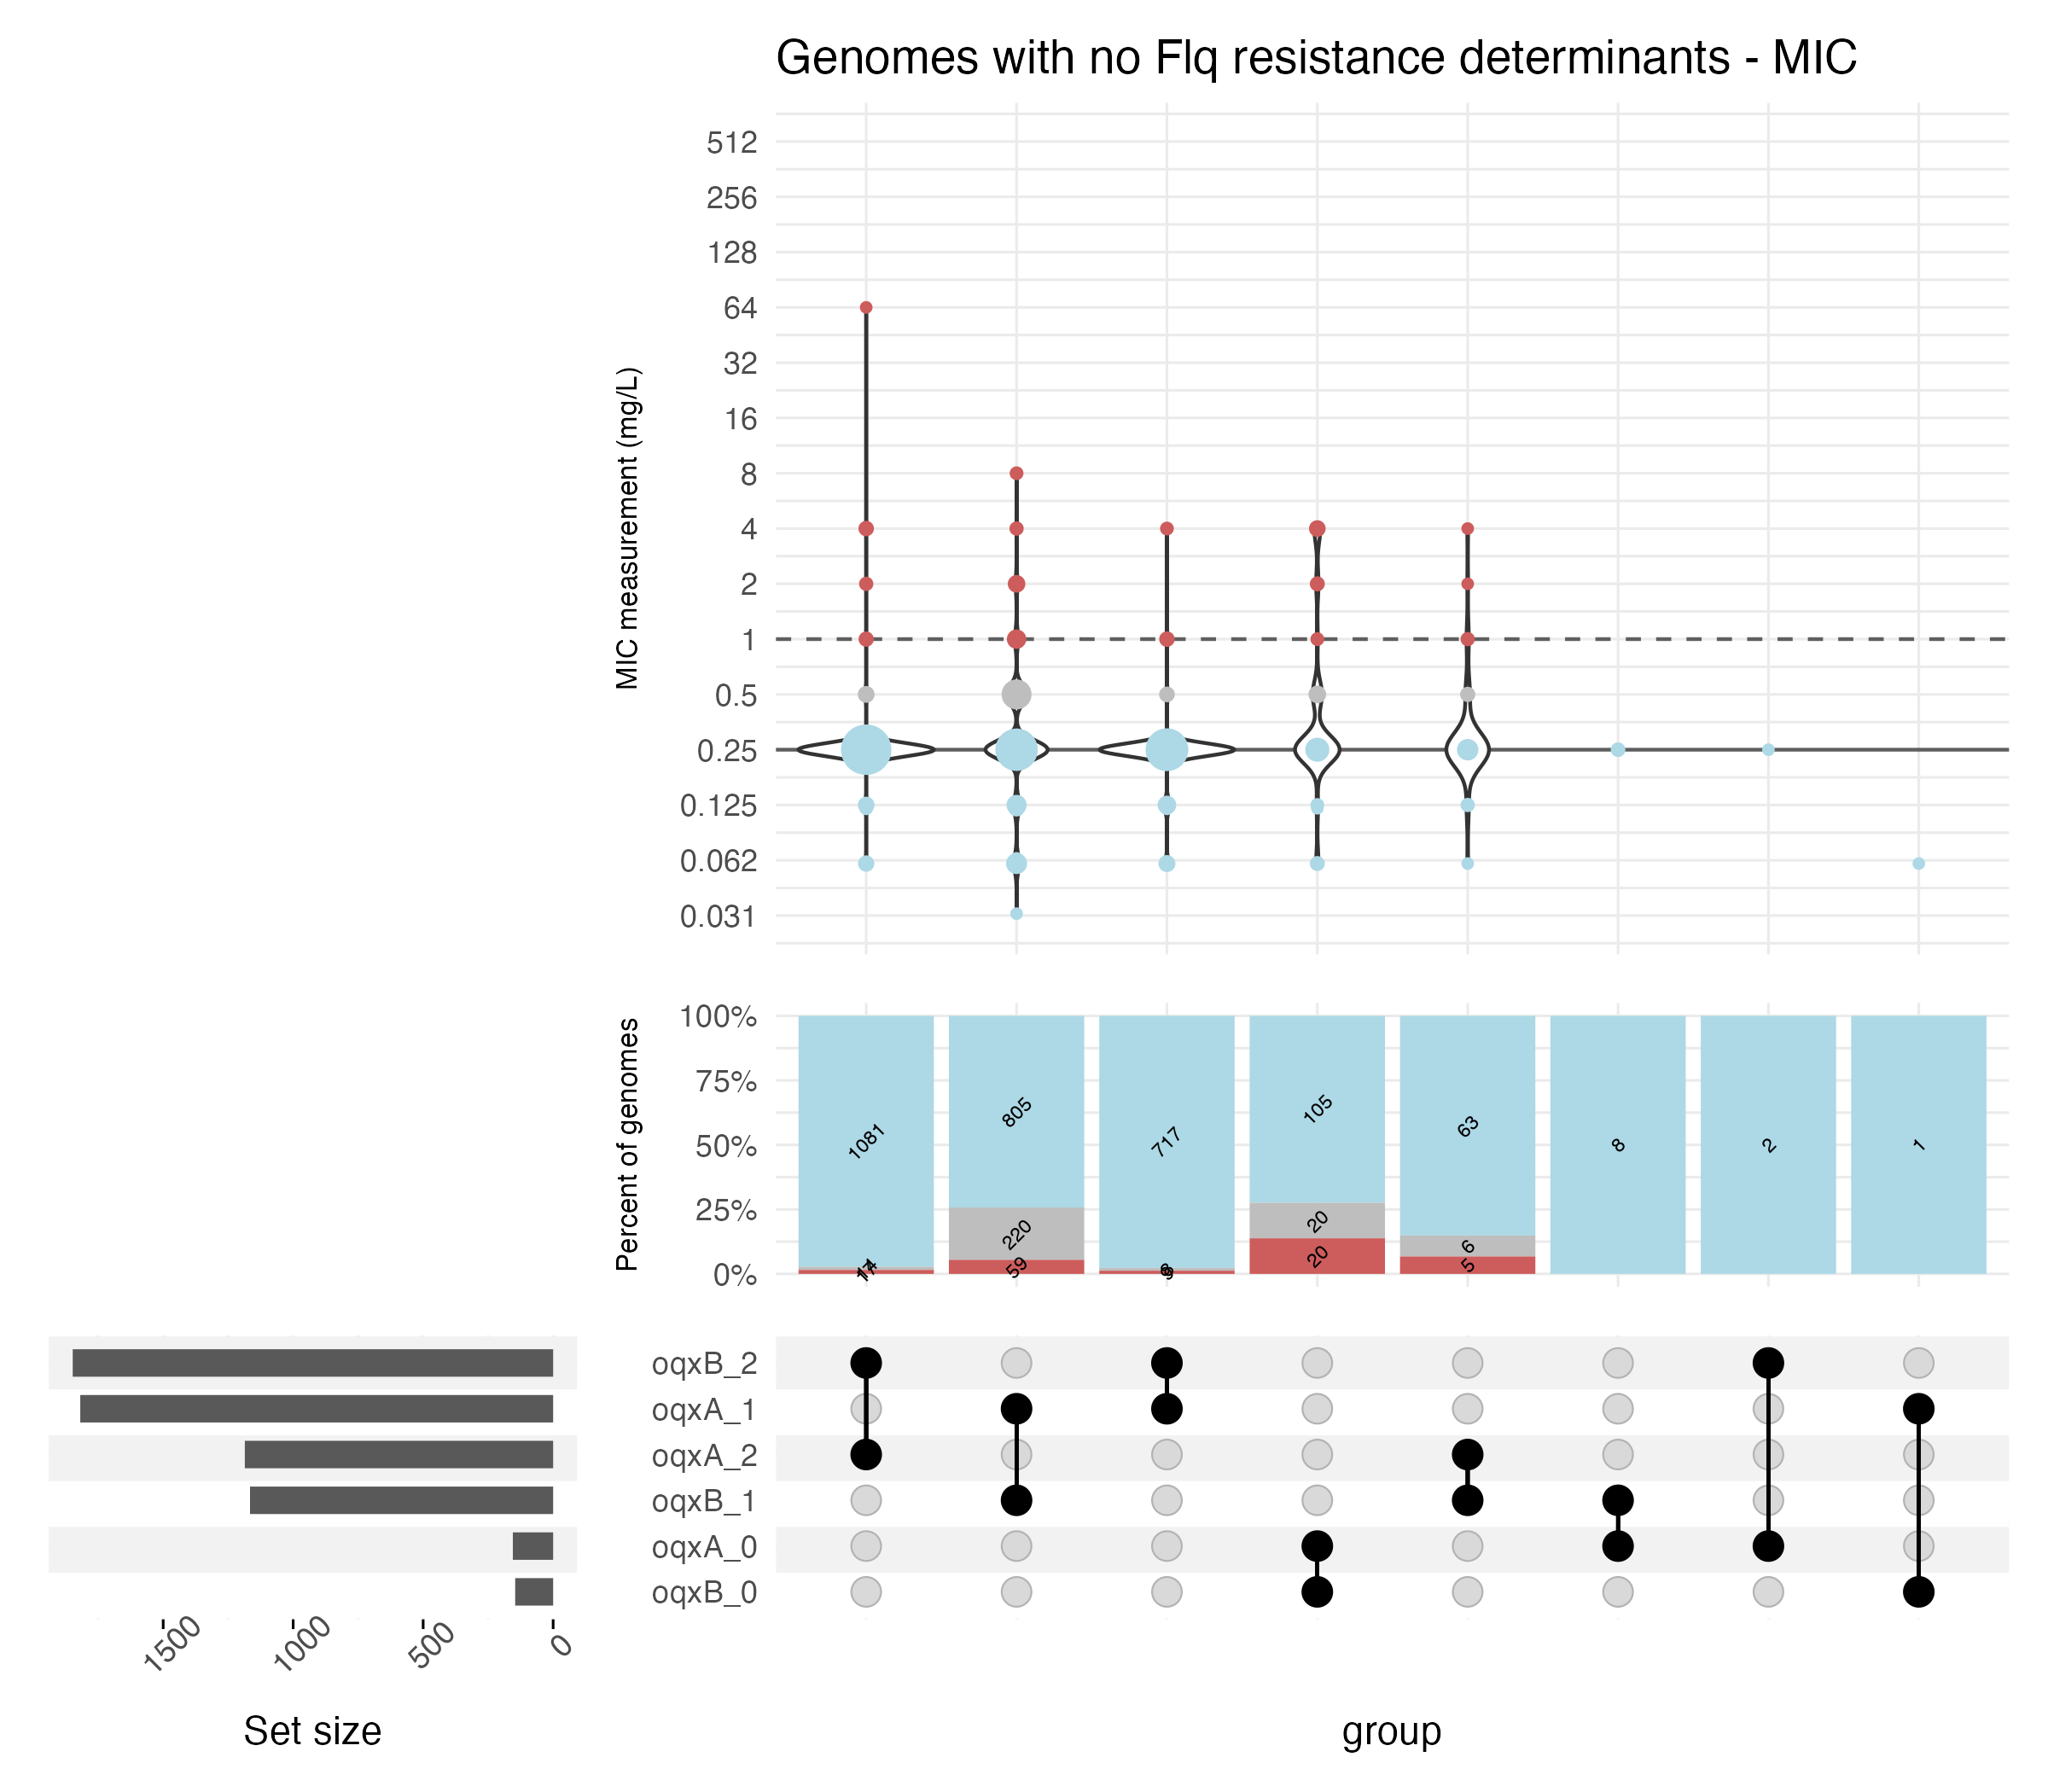 Genomes with no Flq resistance determinants - MIC
MIC measurement (mg/L)
512
256
128
64
32
16
8
4
2
1
0.5
0.25
0.125
0.062
0.031
Percent of genomes
100%
75%
50%
25%
0%
1081 805 717 105 63 8 2 1
220 20 6
59 20 5
oqxB_2
oqxA_1
oqxA_2
oqxB_1
oqxA_0
oqxB_0
1500 1000 500 0
Set size
group